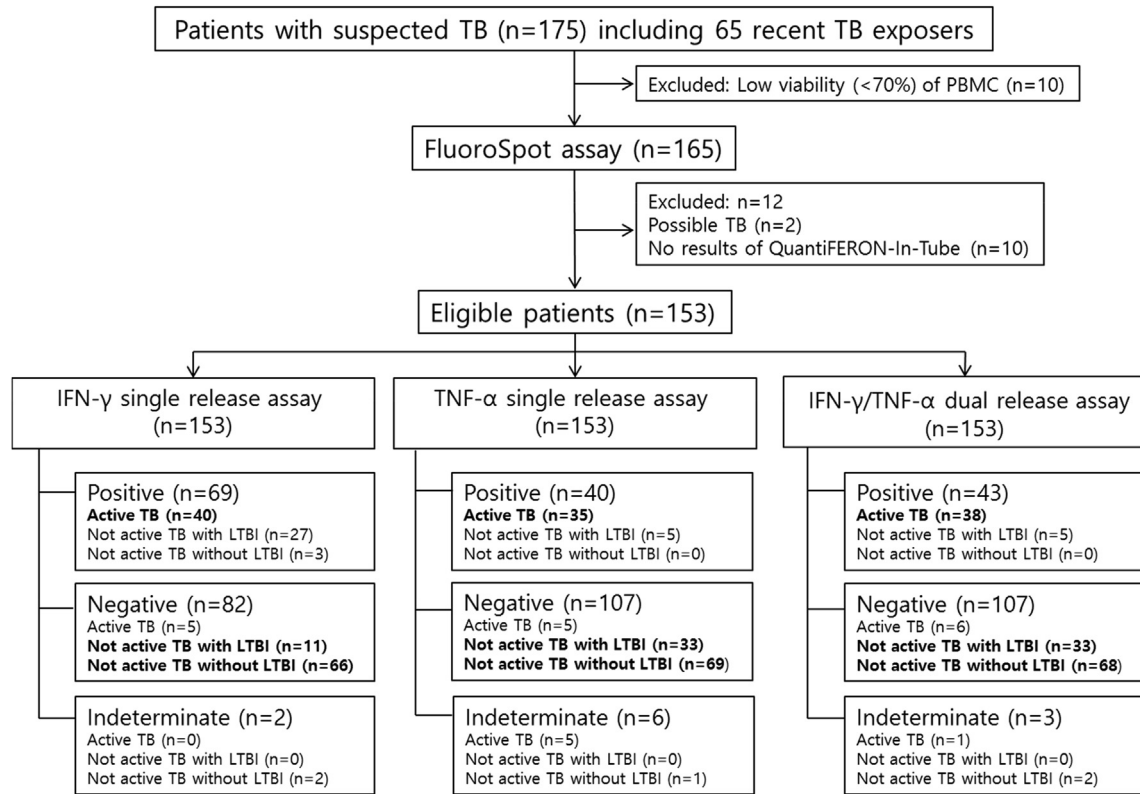 Patients with suspected TB (n=175) including 65 recent TB exposers
Excluded: Low viability (<70%) of PBMC (n=10)
FluoroSpot assay (n=165)
Excluded: n=12
Possible TB (n=2)
No results of QuantiFERON-In-Tube (n=10)
Eligible patients (n=153)
IFN-γ single release assay
(n=153)
Positive (n=69)
Active TB (n=40)
Not active TB with LTBI (n=27)
Not active TB without LTBI (n=3)
Negative (n=82)
Active TB (n=5)
Not active TB with LTBI (n=11)
Not active TB without LTBI (n=66)
Indeterminate (n=2)
Active TB (n=0)
Not active TB with LTBI (n=0)
Not active TB without LTBI (n=2)
TNF-α single release assay
(n=153)
Positive (n=40)
Active TB (n=35)
Not active TB with LTBI (n=5)
Not active TB without LTBI (n=0)
Negative (n=107)
Active TB (n=5)
Not active TB with LTBI (n=33)
Not active TB without LTBI (n=69)
Indeterminate (n=6)
Active TB (n=5)
Not active TB with LTBI (n=0)
Not active TB without LTBI (n=1)
IFN-γ/TNF-α dual release assay
(n=153)
Positive (n=43)
Active TB (n=38)
Not active TB with LTBI (n=5)
Not active TB without LTBI (n=0)
Negative (n=107)
Active TB (n=6)
Not active TB with LTBI (n=33)
Not active TB without LTBI (n=68)
Indeterminate (n=3)
Active TB (n=1)
Not active TB with LTBI (n=0)
Not active TB without LTBI (n=2)